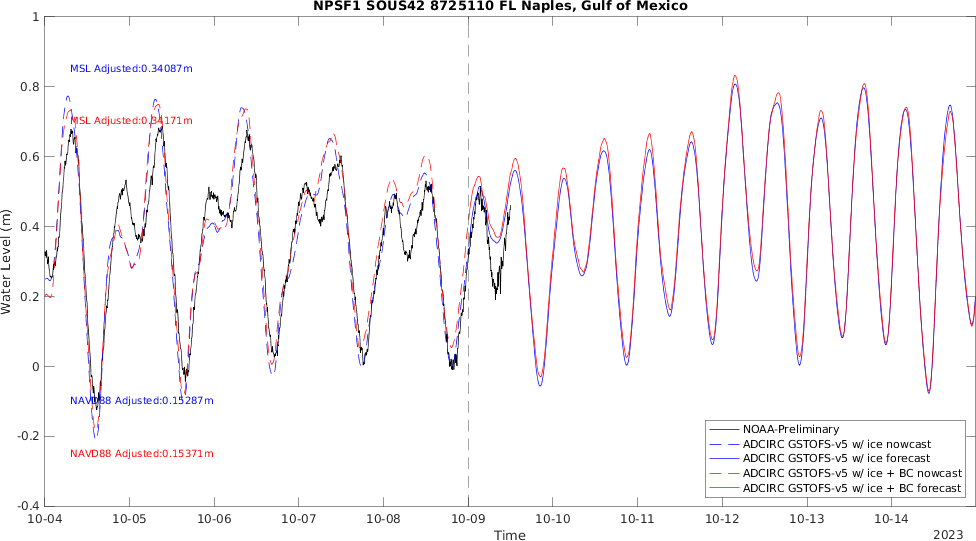 NPSF1 SOUS42 8725110 FL Naples, Gulf of Mexico
1
0.8
0.6
0.4
0.2
0
-0.2
-0.4
Water Level (m)
MSL Adjusted:0.34087m
MSL Adjusted:0.34171m
NAVD88 Adjusted:0.15287m
NAVD88 Adjusted:0.15371m
NOAA-Preliminary
ADCIRC GSTOFS-v5 w/ ice nowcast
ADCIRC GSTOFS-v5 w/ ice forecast
ADCIRC GSTOFS-v5 w/ ice + BC nowcast
ADCIRC GSTOFS-v5 w/ ice + BC forecast
10-04 10-05 10-06 10-07 10-08 10-09 10-10 10-11 10-12 10-13 10-14
Time
2023